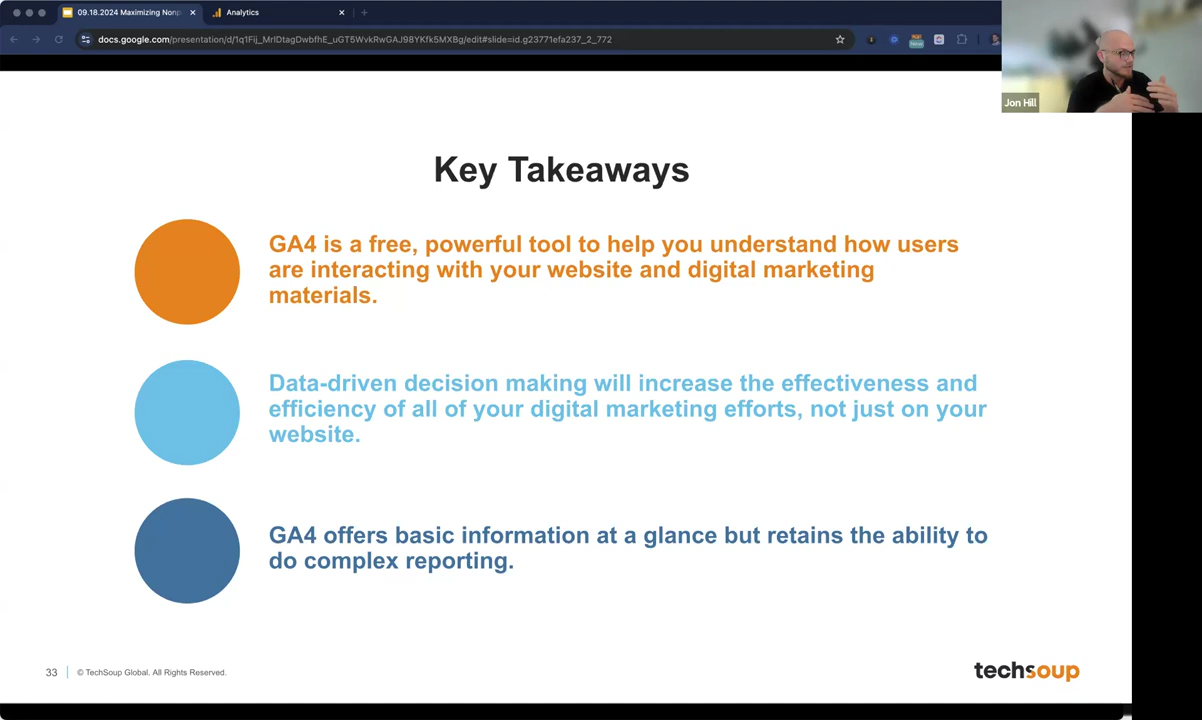 09.18.2024 Maximizing Nonp
Analytics
docs.google.com/presentation/d/1q1Fij_MrIDtagDwbfhE_uGT5WvkRwGAJ98YKfk5MXBg/edit#slide=id.g23771efa237_2_772
Jon Hill
Key Takeaways
GA4 is a free, powerful tool to help you understand how users
are interacting with your website and digital marketing
materials.
Data-driven decision making will increase the effectiveness and
efficiency of all of your digital marketing efforts, not just on your
website.
GA4 offers basic information at a glance but retains the ability to
do complex reporting.
33
© TechSoup Global. All Rights Reserved.
techsoup